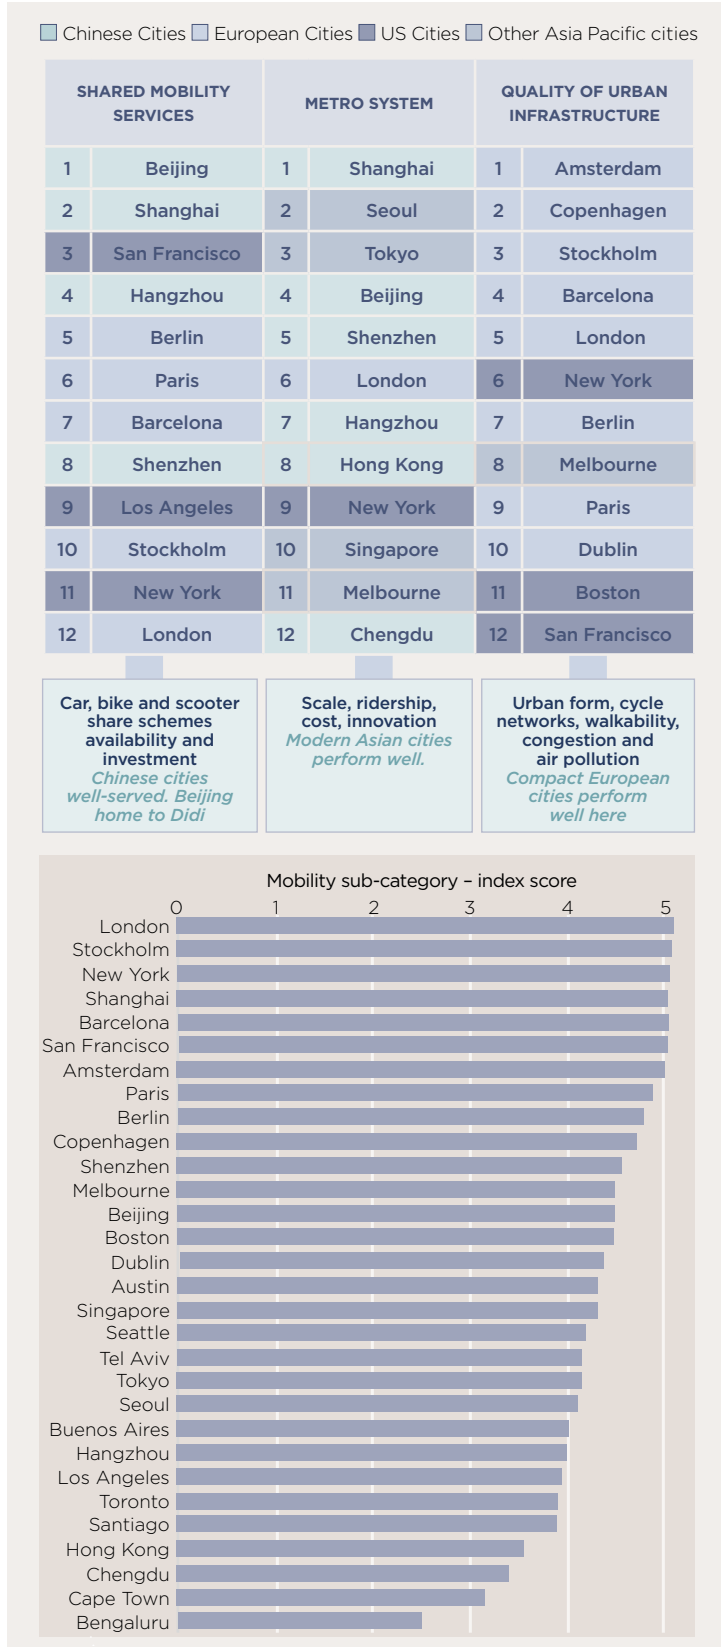 Chinese Cities European Cities US Cities Other Asia Pacific cities
SHARED MOBILITY
SERVICES
METRO SYSTEM
QUALITY OF URBAN
INFRASTRUCTURE
1 Beijing 1 Shanghai 1 Amsterdam
2 Shanghai 2 Seoul 2 Copenhagen
3 San Francisco 3 Tokyo 3 Stockholm
4 Hangzhou 4 Beijing 4 Barcelona
5 Berlin 5 Shenzhen 5 London
6 Paris 6 London 6 New York
7 Barcelona 7 Hangzhou 7 Berlin
8 Shenzhen 8 Hong Kong 8 Melbourne
9 Los Angeles 9 New York 9 Paris
10 Stockholm 10 Singapore 10 Dublin
11 New York 11 Melbourne 11 Boston
12 London 12 Chengdu 12 San Francisco
Car, bike and scooter
share schemes
availability and
investment
Chinese cities
well-served. Beijing
home to Didi
Scale, ridership,
cost, innovation
Modern Asian cities
perform well.
Urban form, cycle
networks, walkability,
congestion and
air pollution
Compact European
cities perform
well here
Mobility sub-category – index score
0 1 2 3 4 5
London
Stockholm
New York
Shanghai
Barcelona
San Francisco
Amsterdam
Paris
Berlin
Copenhagen
Shenzhen
Melbourne
Beijing
Boston
Dublin
Austin
Singapore
Seattle
Tel Aviv
Tokyo
Seoul
Buenos Aires
Hangzhou
Los Angeles
Toronto
Santiago
Hong Kong
Chengdu
Cape Town
Bengaluru